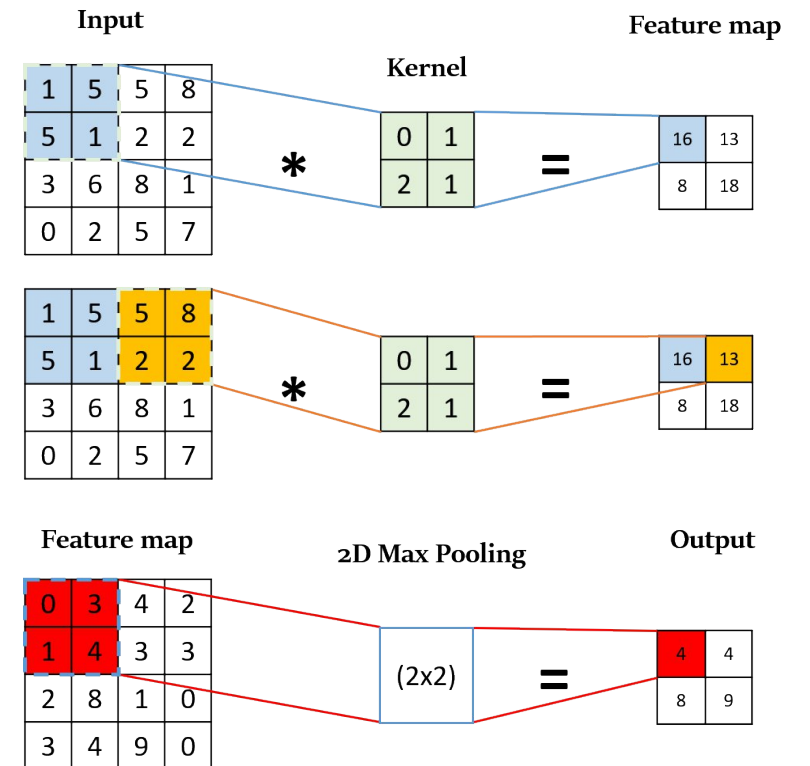 Input
Feature map
Kernel
1 5 5 8
5 1 2 2
3 6 8 1
0 2 5 7
*
0 1
2 1
=
16 13
8 18
1 5 5 8
5 1 2 2
3 6 8 1
0 2 5 7
*
0 1
2 1
=
16 13
8 18
Feature map
2D Max Pooling
Output
0 3 4 2
1 4 3 3
2 8 1 0
3 4 9 0
(2x2)
=
4 4
8 9